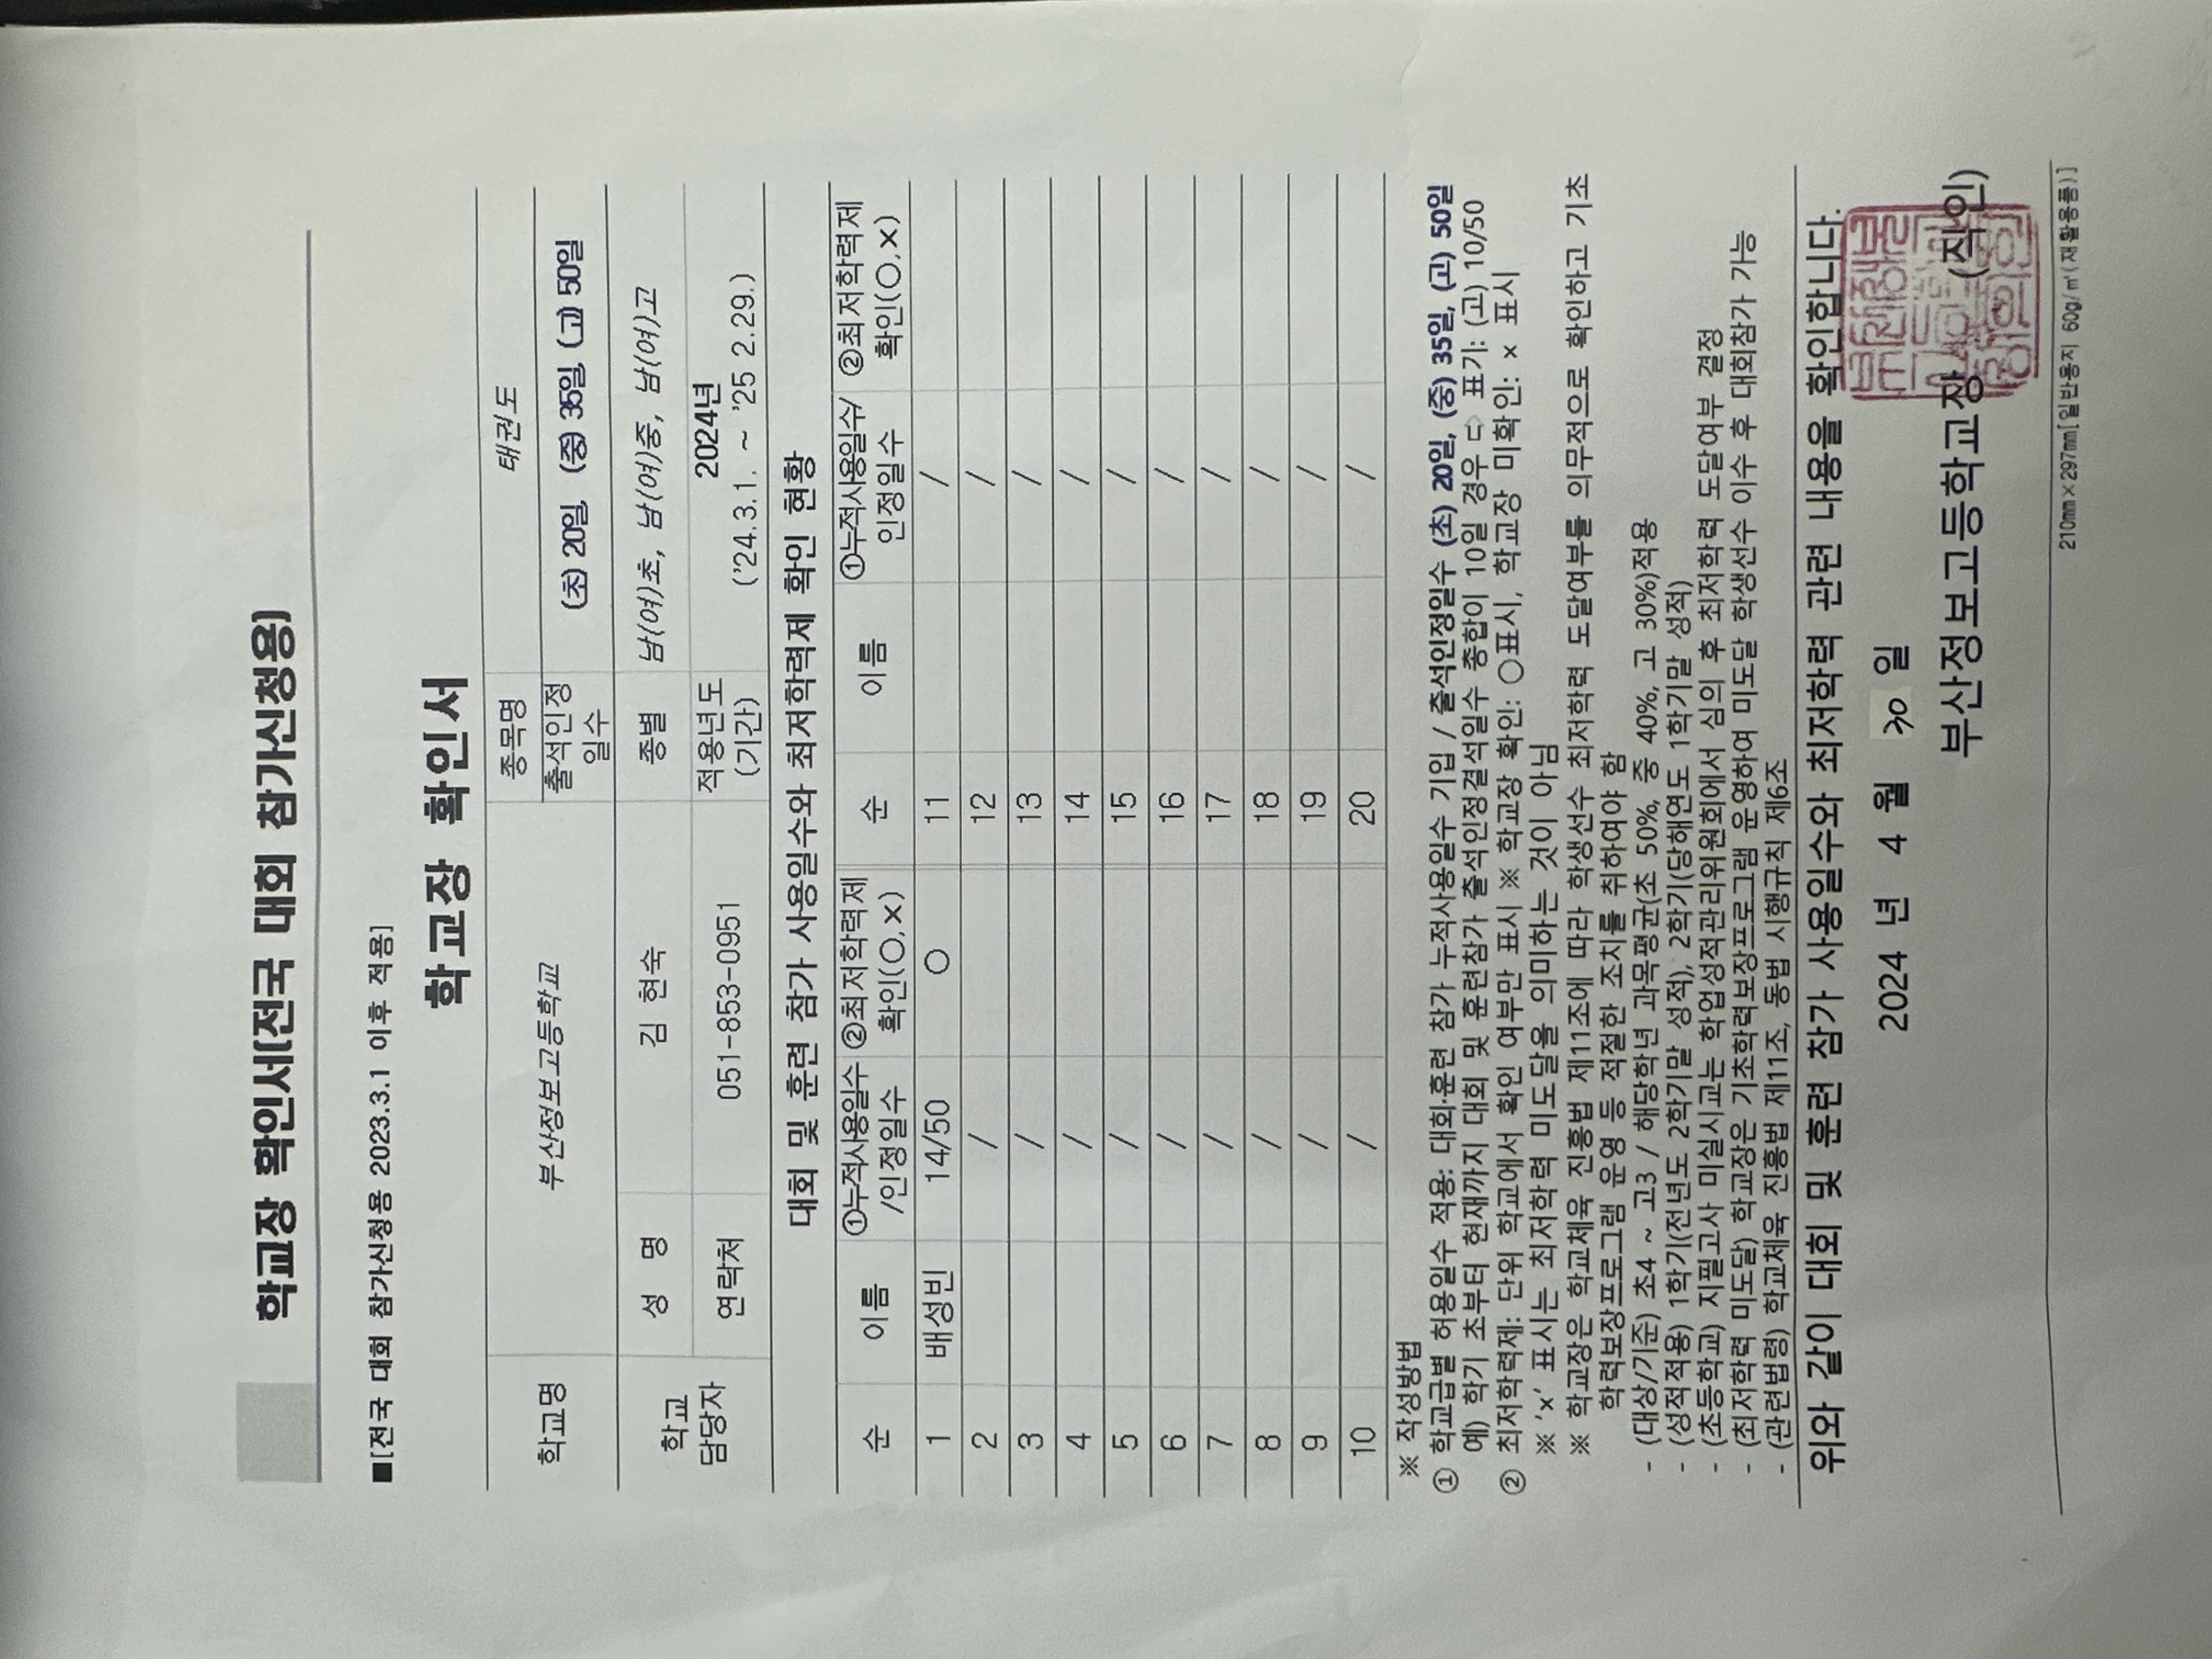 학교장 확인서(전국 대회 참가신청용)
■[전국 대회 참가신청용 2023.3.1 이후 적용]
학교장 확인서
학교명 부산정보고등학교 종목명 태권도
출석인정일수 (초) 20일, (중) 35일, (고) 50일
학교 담당자 성 명 김 현숙 종별 남(여)초, 남(여)중, 남(여)고
연락처 051-853-0951 적용년도(기간) 2024년 ('24.3.1. ~ '25 2.29.)
대회 및 훈련 참가 사용일수와 최저학력제 확인 현황
순 이름 ①누적사용일수/인정일수 ②최저학력제 확인(○,×) 순 이름 ①누적사용일수/인정일수 ②최저학력제 확인(○,×)
1 배성빈 14/50 ○ 11 /
2 / 12 /
3 / 13 /
4 / 14 /
5 / 15 /
6 / 16 /
7 / 17 /
8 / 18 /
9 / 19 /
10 / 20 /
※ 작성방법
① 학교급별 허용일수 적용: 대회·훈련 참가 누적사용일수 기입 / 출석인정일수 (초) 20일, (중) 35일, (고) 50일
예) 학기 초부터 현재까지 대회 및 훈련참가 출석인정결석일수 총합이 10일 경우 ⇨ 표기: (고) 10/50
② 최저학력제: 단위 학교에서 확인 여부만 표시 ※ 학교장 확인: ○표시, 학교장 미확인: × 표시
※ '×' 표시는 최저학력 미도달을 의미하는 것이 아님
※ 학교장은 학교체육 진흥법 제11조에 따라 학생선수 최저학력 도달여부를 의무적으로 확인하고 기초
학력보장프로그램 운영 등 적절한 조치를 취하여야 함
- (대상/기준) 초4 ~ 고3 / 해당학년 과목평균(초 50%, 중 40%, 고 30%)적용
- (성적적용) 1학기(전년도 2학기말 성적), 2학기(당해연도 1학기말 성적)
- (초등학교) 지필고사 미실시교는 학업성적관리위원회에서 심의 후 최저학력 도달여부 결정
- (최저학력 미도달) 학교장은 기초학력보장프로그램 운영하여 미도달 학생선수 이수 후 대회참가 가능
- (관련법령) 학교체육 진흥법 제11조, 동법 시행규칙 제6조
위와 같이 대회 및 훈련 참가 사용일수와 최저학력 관련 내용을 확인합니다.
2024 년 4 월 30 일
부산정보고등학교장 (직인)
210mm×297mm[일반용지 60g/㎡(재활용품)]